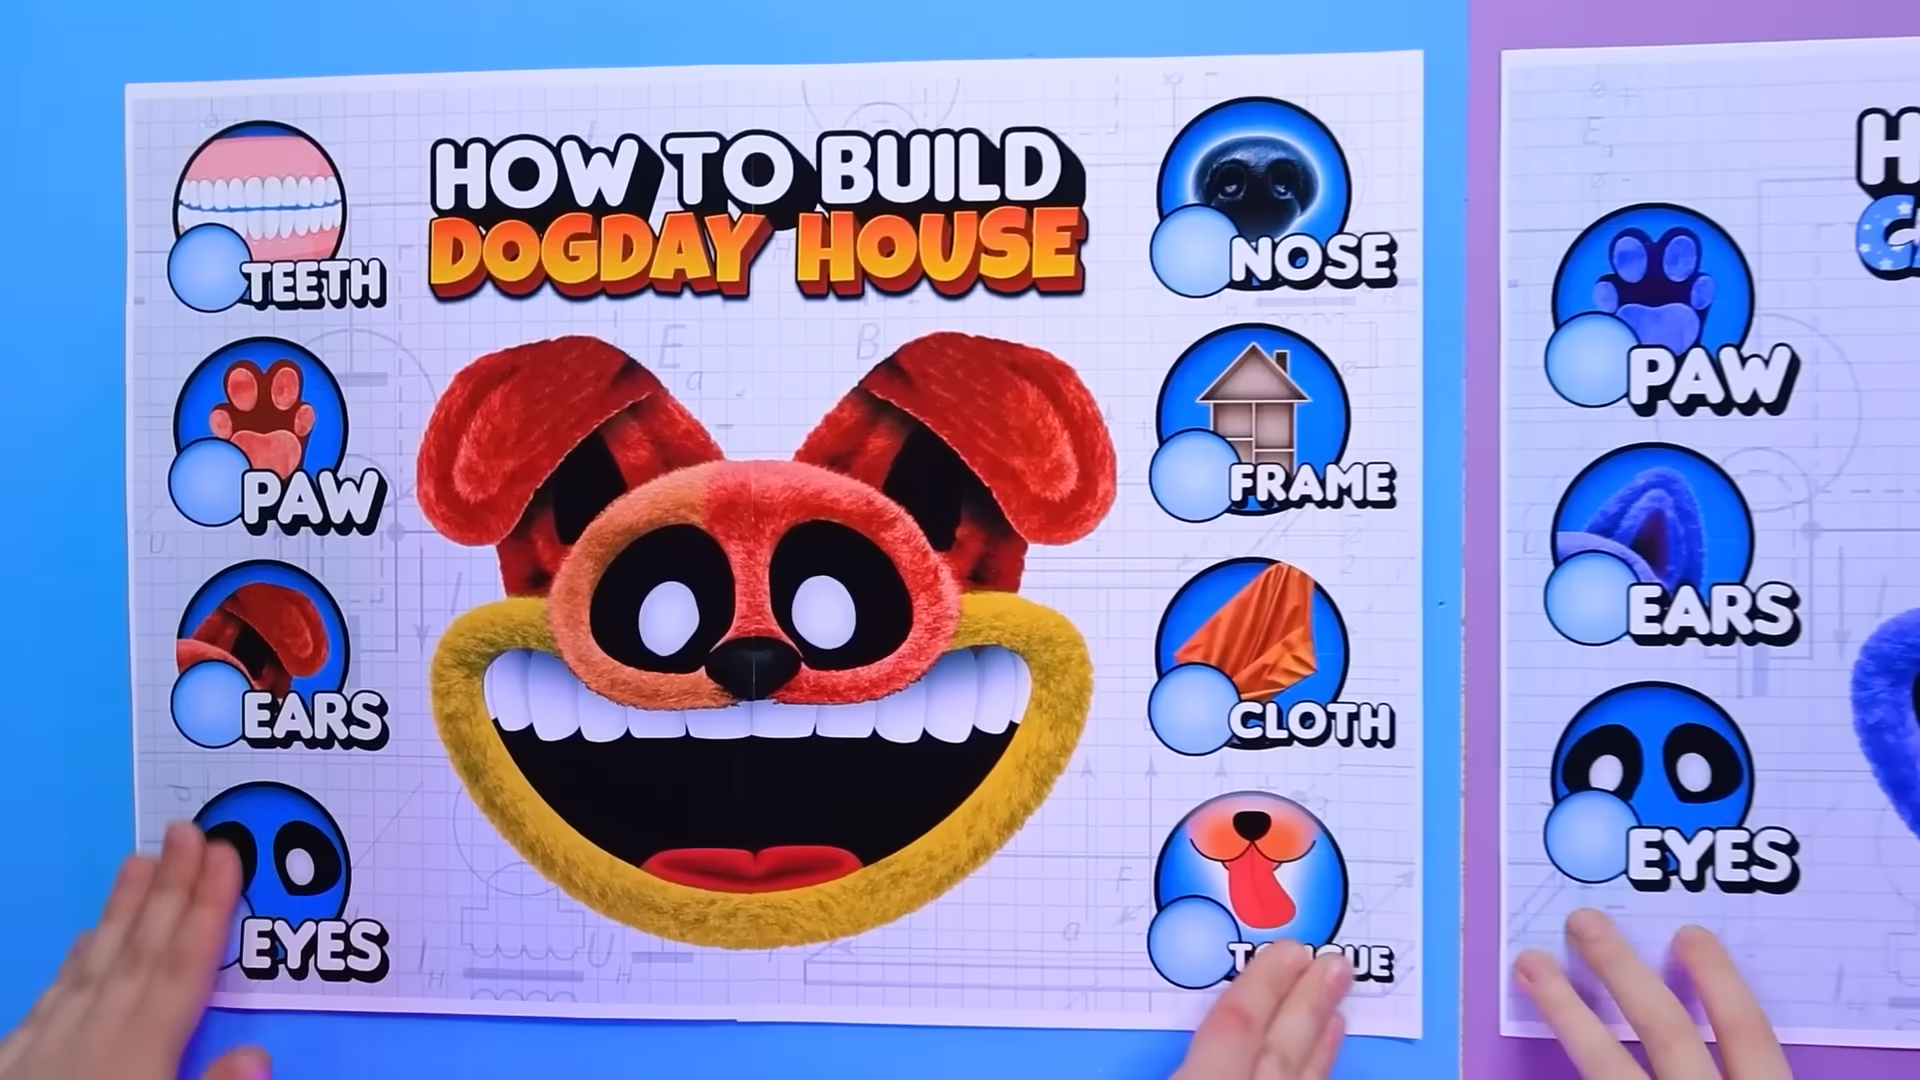 HOW TO BUILD
DOGDAY HOUSE
TEETH
PAW
EARS
EYES
NOSE
FRAME
CLOTH
PAW
EARS
EYES